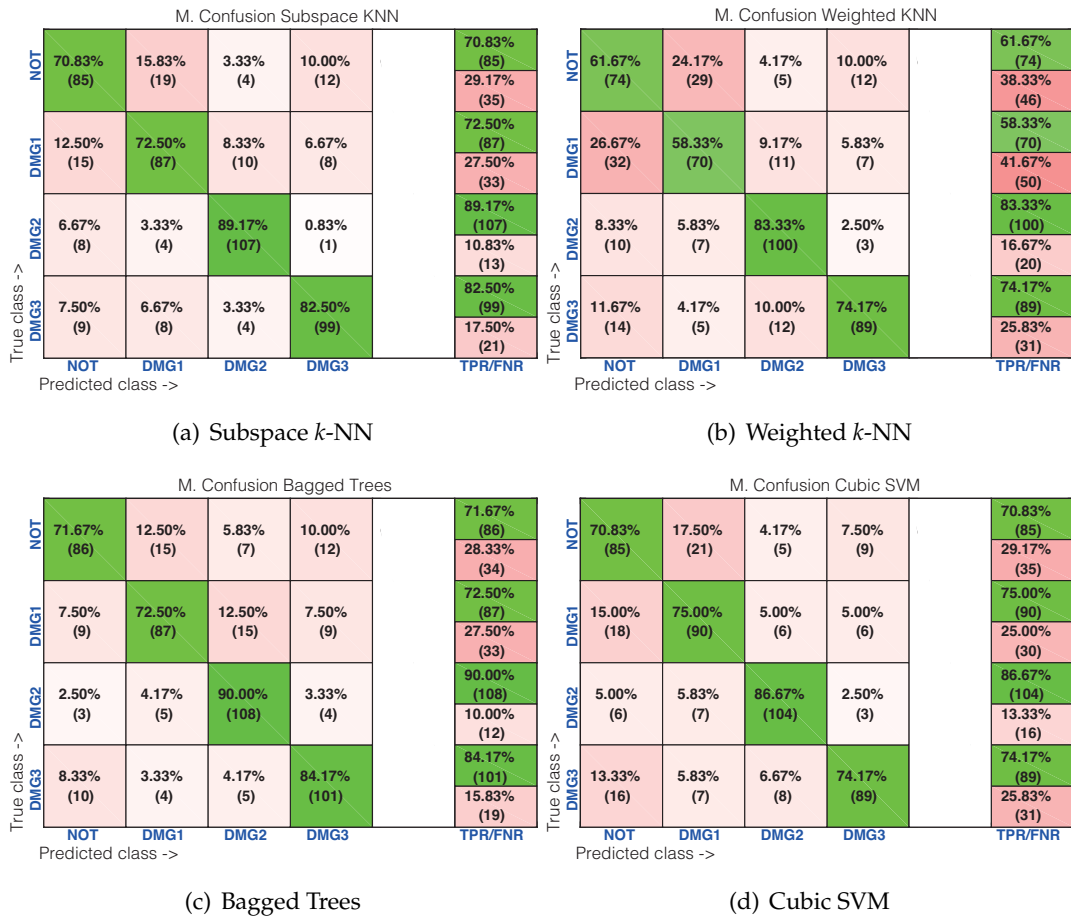 M. Confusion Subspace KNN
NOT
70.83% 15.83% 3.33% 10.00% 70.83%
(85) (19) (4) (12) (85)
29.17%
(35)
DMG1
12.50% 72.50% 8.33% 6.67% 72.50%
(15) (87) (10) (8) (87)
27.50%
(33)
DMG2
6.67% 3.33% 89.17% 0.83% 89.17%
(8) (4) (107) (1) (107)
10.83%
(13)
DMG3
7.50% 6.67% 3.33% 82.50% 82.50%
(9) (8) (4) (99) (99)
17.50%
(21)
True class ->
NOT DMG1 DMG2 DMG3 TPR/FNR
Predicted class ->
(a) Subspace k-NN
M. Confusion Weighted KNN
NOT
61.67% 24.17% 4.17% 10.00% 61.67%
(74) (29) (5) (12) (74)
38.33%
(46)
DMG1
26.67% 58.33% 9.17% 5.83% 58.33%
(32) (70) (11) (7) (70)
41.67%
(50)
DMG2
8.33% 5.83% 83.33% 2.50% 83.33%
(10) (7) (100) (3) (100)
16.67%
(20)
DMG3
11.67% 4.17% 10.00% 74.17% 74.17%
(14) (5) (12) (89) (89)
25.83%
(31)
True class ->
NOT DMG1 DMG2 DMG3 TPR/FNR
Predicted class ->
(b) Weighted k-NN
M. Confusion Bagged Trees
NOT
71.67% 12.50% 5.83% 10.00% 71.67%
(86) (15) (7) (12) (86)
28.33%
(34)
DMG1
7.50% 72.50% 12.50% 7.50% 72.50%
(9) (87) (15) (9) (87)
27.50%
(33)
DMG2
2.50% 4.17% 90.00% 3.33% 90.00%
(3) (5) (108) (4) (108)
10.00%
(12)
DMG3
8.33% 3.33% 4.17% 84.17% 84.17%
(10) (4) (5) (101) (101)
15.83%
(19)
True class ->
NOT DMG1 DMG2 DMG3 TPR/FNR
Predicted class ->
(c) Bagged Trees
M. Confusion Cubic SVM
NOT
70.83% 17.50% 4.17% 7.50% 70.83%
(85) (21) (5) (9) (85)
29.17%
(35)
DMG1
15.00% 75.00% 5.00% 5.00% 75.00%
(18) (90) (6) (6) (90)
25.00%
(30)
DMG2
5.00% 5.83% 86.67% 2.50% 86.67%
(6) (7) (104) (3) (104)
13.33%
(16)
DMG3
13.33% 5.83% 6.67% 74.17% 74.17%
(16) (7) (8) (89) (89)
25.83%
(31)
True class ->
NOT DMG1 DMG2 DMG3 TPR/FNR
Predicted class ->
(d) Cubic SVM